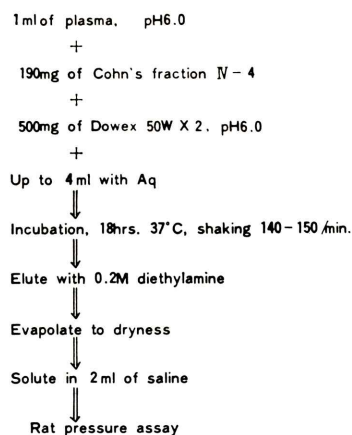 1ml of plasma, pH6.0
+
190mg of Cohn's fraction Ⅳ-4
+
500mg of Dowex 50W X 2. pH6.0
+
Up to 4ml with Aq
Incubation, 18hrs. 37°C, shaking 140-150/min.
Elute with 0.2M diethylamine
Evapolate to dryness
Solute in 2ml of saline
Rat pressure assay